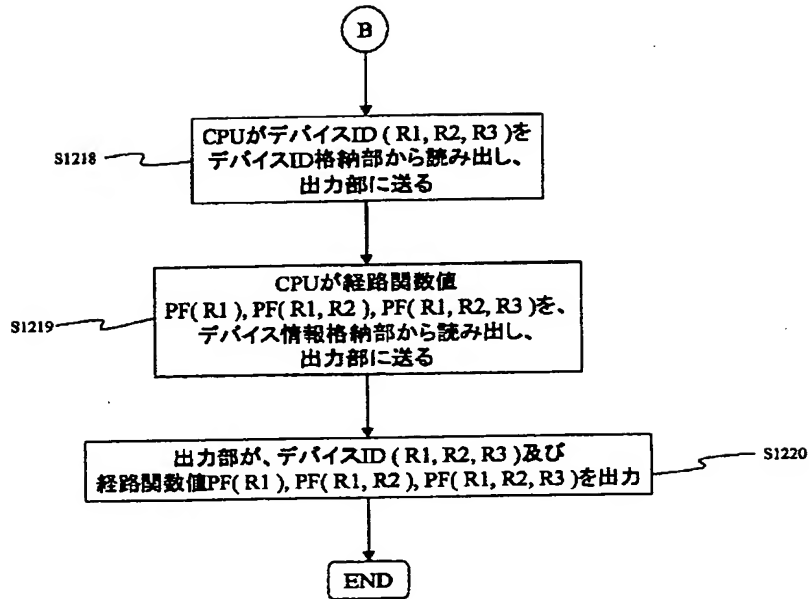 B
S1218
CPUがデバイスID ( R1, R2, R3 )を
デバイスID格納部から読み出し、
出力部に送る
S1219
CPUが経路関数値
PF( R1 ), PF( R1, R2 ), PF( R1, R2, R3 )を、
デバイス情報格納部から読み出し、
出力部に送る
出力部が、デバイスID ( R1, R2, R3 )及び
経路関数値PF( R1 ), PF( R1, R2 ), PF( R1, R2, R3 )を出力
S1220
END